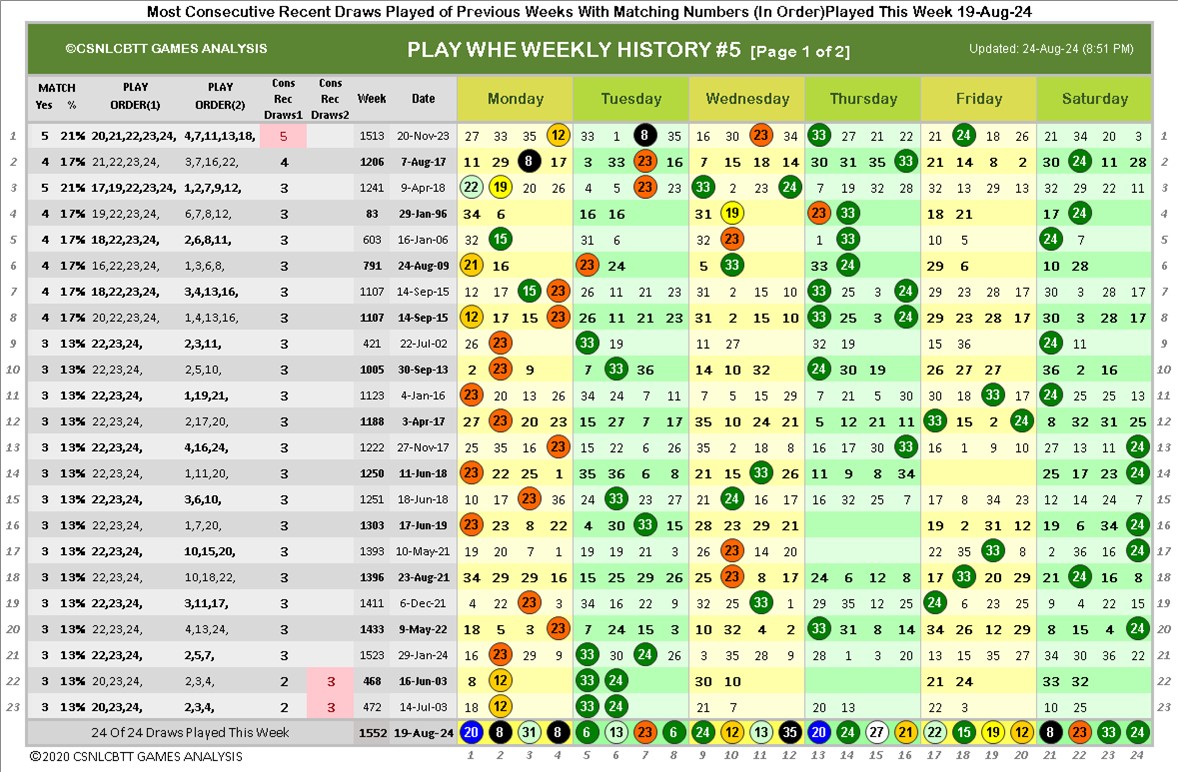 Most Consecutive Recent Draws Played of Previous Weeks With Matching Numbers (In Order)Played This Week 19-Aug-24
©CSNLCBTT GAMES ANALYSIS PLAY WHE WEEKLY HISTORY #5 [Page 1 of 2] Updated: 24-Aug-24 (8:51 PM)
MATCH Yes % PLAY ORDER(1) PLAY ORDER(2) Cons Rec Draws1 Cons Rec Draws2 Week Date Monday Tuesday Wednesday Thursday Friday Saturday
1 5 21% 20,21,22,23,24, 4,7,11,13,18, 5 1513 20-Nov-23 27 33 35 12 33 1 8 35 16 30 23 34 33 27 21 22 21 24 18 26 21 34 20 3 1
2 4 17% 21,22,23,24, 3,7,16,22, 4 1206 7-Aug-17 11 29 8 17 3 33 23 16 7 15 18 14 30 31 35 33 21 14 8 2 30 24 11 28 2
3 5 21% 17,19,22,23,24, 1,2,7,9,12, 3 1241 9-Apr-18 22 19 20 26 4 5 23 23 33 2 23 24 7 19 32 28 32 13 29 13 32 29 22 11 3
4 4 17% 19,22,23,24, 6,7,8,12, 3 83 29-Jan-96 34 6 16 16 31 19 23 33 18 21 17 24 4
5 4 17% 18,22,23,24, 2,6,8,11, 3 603 16-Jan-06 32 15 31 6 32 23 1 33 10 5 24 7 5
6 4 17% 16,22,23,24, 1,3,6,8, 3 791 24-Aug-09 21 16 23 24 5 33 33 24 29 6 10 28 6
7 4 17% 18,22,23,24, 3,4,13,16, 3 1107 14-Sep-15 12 17 15 23 26 11 21 23 31 2 15 10 33 25 3 24 29 23 28 17 30 3 28 17 7
8 4 17% 20,22,23,24, 1,4,13,16, 3 1107 14-Sep-15 12 17 15 23 26 11 21 23 31 2 15 10 33 25 3 24 29 23 28 17 30 3 28 17 8
9 3 13% 22,23,24, 2,3,11, 3 421 22-Jul-02 26 23 33 19 11 27 32 19 15 36 24 11 9
10 3 13% 22,23,24, 2,5,10, 3 1005 30-Sep-13 2 23 9 7 33 36 14 10 32 24 30 19 26 27 27 36 2 16 10
11 3 13% 22,23,24, 1,19,21, 3 1123 4-Jan-16 23 20 13 26 34 24 7 11 7 5 15 29 7 21 5 30 30 18 33 17 24 25 25 13 11
12 3 13% 22,23,24, 2,17,20, 3 1188 3-Apr-17 27 23 20 23 15 27 7 17 35 10 24 21 5 12 21 11 33 15 2 24 8 32 31 25 12
13 3 13% 22,23,24, 4,16,24, 3 1222 27-Nov-17 25 35 16 23 15 22 6 26 35 2 18 8 16 17 30 33 16 1 9 10 27 13 11 24 13
14 3 13% 22,23,24, 1,11,20, 3 1250 11-Jun-18 23 22 25 1 35 36 6 8 21 15 33 26 11 9 8 34 25 17 23 24 14
15 3 13% 22,23,24, 3,6,10, 3 1251 18-Jun-18 10 17 23 36 24 33 23 27 21 24 16 17 16 32 25 7 17 8 34 23 12 14 24 7 15
16 3 13% 22,23,24, 1,7,20, 3 1303 17-Jun-19 23 23 8 22 4 30 33 15 28 23 29 21 19 2 31 12 19 6 34 24 16
17 3 13% 22,23,24, 10,15,20, 3 1393 10-May-21 19 20 7 1 19 19 21 3 26 23 14 20 22 35 33 8 2 36 16 24 17
18 3 13% 22,23,24, 10,18,22, 3 1396 23-Aug-21 34 29 29 16 15 25 29 26 25 23 8 17 24 6 12 8 17 33 20 29 21 24 16 8 18
19 3 13% 22,23,24, 3,11,17, 3 1411 6-Dec-21 4 22 23 3 34 16 22 9 32 25 33 1 29 35 12 25 24 6 23 25 9 4 22 15 19
20 3 13% 22,23,24, 4,13,24, 3 1433 9-May-22 18 5 3 23 7 24 15 3 10 32 4 2 33 31 8 14 34 26 12 29 8 15 4 24 20
21 3 13% 22,23,24, 2,5,7, 3 1523 29-Jan-24 16 23 29 9 33 30 24 26 3 35 28 9 28 1 3 20 13 15 35 27 34 30 36 22 21
22 3 13% 20,23,24, 2,3,4, 2 3 468 16-Jun-03 8 12 33 24 30 10 21 24 33 32 22
23 3 13% 20,23,24, 2,3,4, 2 3 472 14-Jul-03 18 12 33 24 21 7 20 13 22 3 10 25 23
24 Of 24 Draws Played This Week 1552 19-Aug-24 20 8 31 8 6 13 23 6 24 12 13 35 20 24 27 21 22 15 19 12 8 23 33 24
©2020 CSNLCBTT GAMES ANALYSIS 1 2 3 4 5 6 7 8 9 10 11 12 13 14 15 16 17 18 19 20 21 22 23 24